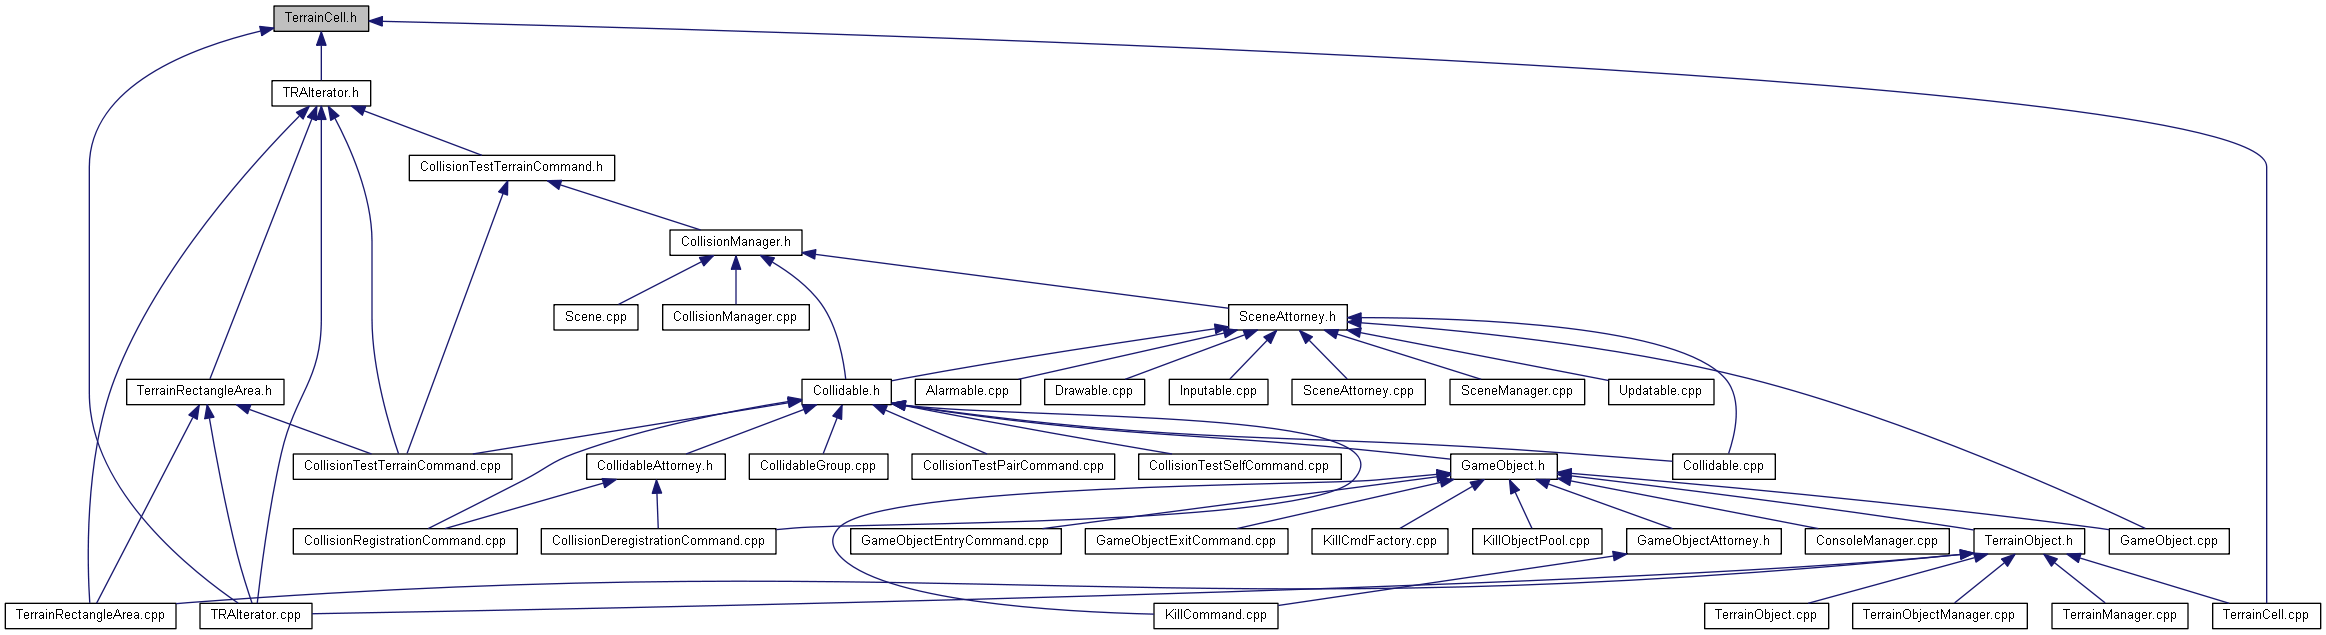 TerrainCell.h
TRAIterator.h
CollisionTestTerrainCommand.h
CollisionManager.h
Scene.cpp
CollisionManager.cpp
SceneAttorney.h
TerrainRectangleArea.h
Collidable.h
Alarmable.cpp
Drawable.cpp
Inputable.cpp
SceneAttorney.cpp
SceneManager.cpp
Updatable.cpp
CollisionTestTerrainCommand.cpp
CollidableAttorney.h
CollidableGroup.cpp
CollisionTestPairCommand.cpp
CollisionTestSelfCommand.cpp
GameObject.h
Collidable.cpp
CollisionRegistrationCommand.cpp
CollisionDeregistrationCommand.cpp
GameObjectEntryCommand.cpp
GameObjectExitCommand.cpp
KillCmdFactory.cpp
KillObjectPool.cpp
GameObjectAttorney.h
ConsoleManager.cpp
TerrainObject.h
GameObject.cpp
TerrainRectangleArea.cpp
TRAIterator.cpp
KillCommand.cpp
TerrainObject.cpp
TerrainObjectManager.cpp
TerrainManager.cpp
TerrainCell.cpp